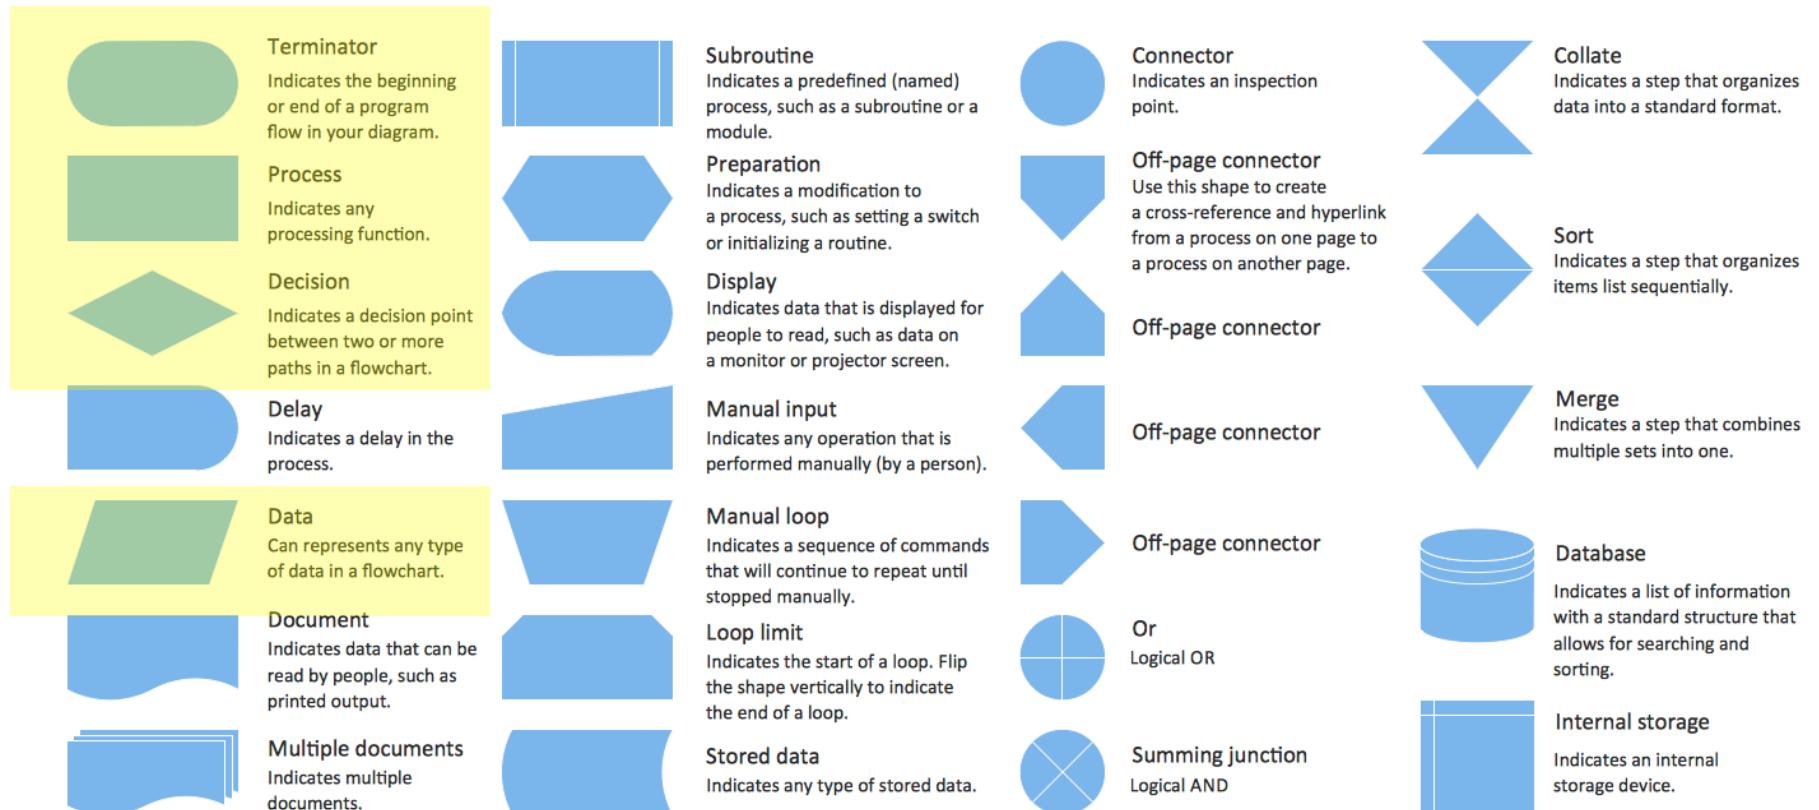 Terminator
Indicates the beginning
or end of a program
flow in your diagram.
Process
Indicates any
processing function.
Decision
Indicates a decision point
between two or more
paths in a flowchart.
Delay
Indicates a delay in the
process.
Data
Can represents any type
of data in a flowchart.
Document
Indicates data that can be
read by people, such as
printed output.
Multiple documents
Indicates multiple
documents.
Subroutine
Indicates a predefined (named)
process, such as a subroutine or a
module.
Preparation
Indicates a modification to
a process, such as setting a switch
or initializing a routine.
Display
Indicates data that is displayed for
people to read, such as data on
a monitor or projector screen.
Manual input
Indicates any operation that is
performed manually (by a person).
Manual loop
Indicates a sequence of commands
that will continue to repeat until
stopped manually.
Loop limit
Indicates the start of a loop. Flip
the shape vertically to indicate
the end of a loop.
Stored data
Indicates any type of stored data.
Connector
Indicates an inspection
point.
Off-page connector
Use this shape to create
a cross-reference and hyperlink
from a process on one page to
a process on another page.
Off-page connector
Off-page connector
Off-page connector
Or
Logical OR
Summing junction
Logical AND
Collate
Indicates a step that organizes
data into a standard format.
Sort
Indicates a step that organizes
items list sequentially.
Merge
Indicates a step that combines
multiple sets into one.
Database
Indicates a list of information
with a standard structure that
allows for searching and
sorting.
Internal storage
Indicates an internal
storage device.